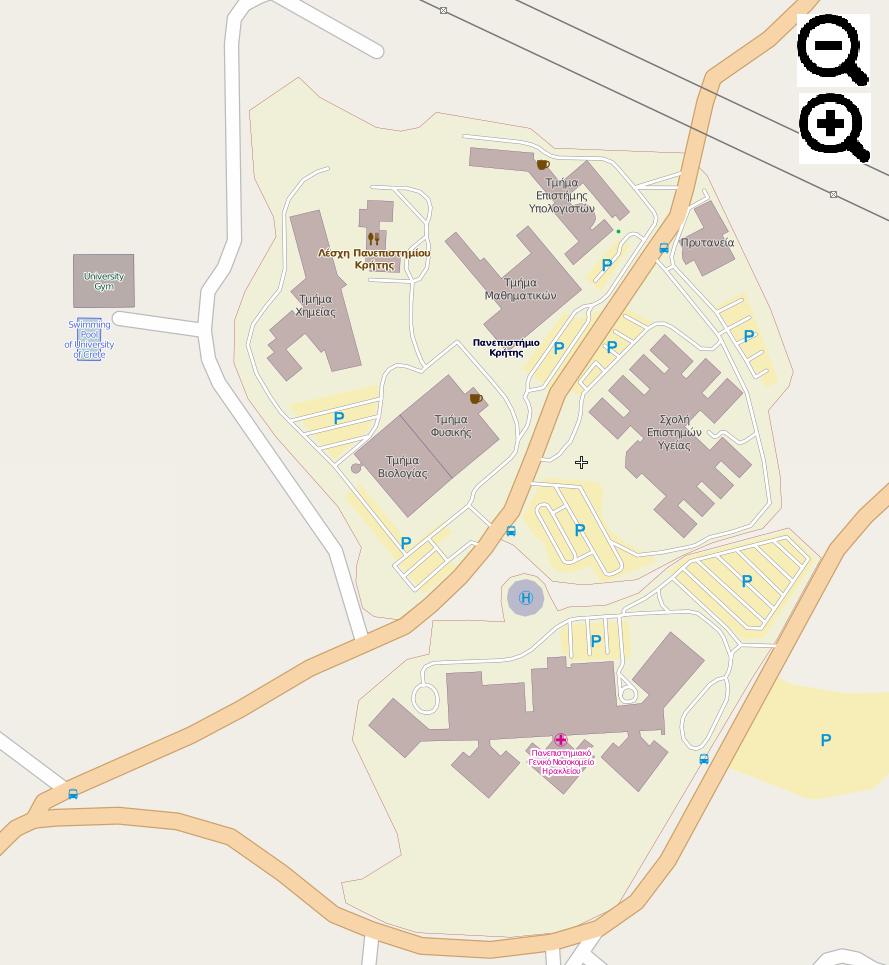 Τμήμα
Επιστήμης
Υπολογιστών
Πρυτανεία
Λέσχη Πανεπιστημίου
Κρήτης
P
University
Gym
Τμήμα
Μαθηματικών
Τμήμα
Χημείας
Swimming
Pool
of University
of Crete
Πανεπιστήμιο
Κρήτης
P
P
P
P
Τμήμα
Φυσικής
Σχολή
Επιστημών
Υγείας
Τμήμα
Βιολογίας
P
P
P
H
P
P
Πανεπιστημιακό
Γενικό Νοσοκομείο
Ηρακλείου